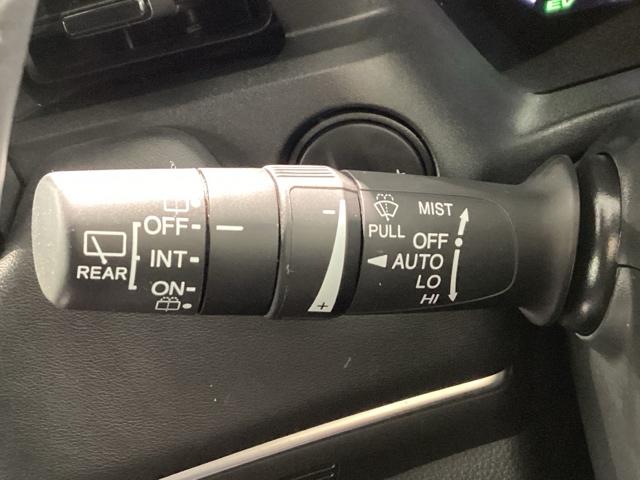 EV
OFF
INT
ON
REAR
-
+
PULL
MIST
OFF
AUTO
LO
HI